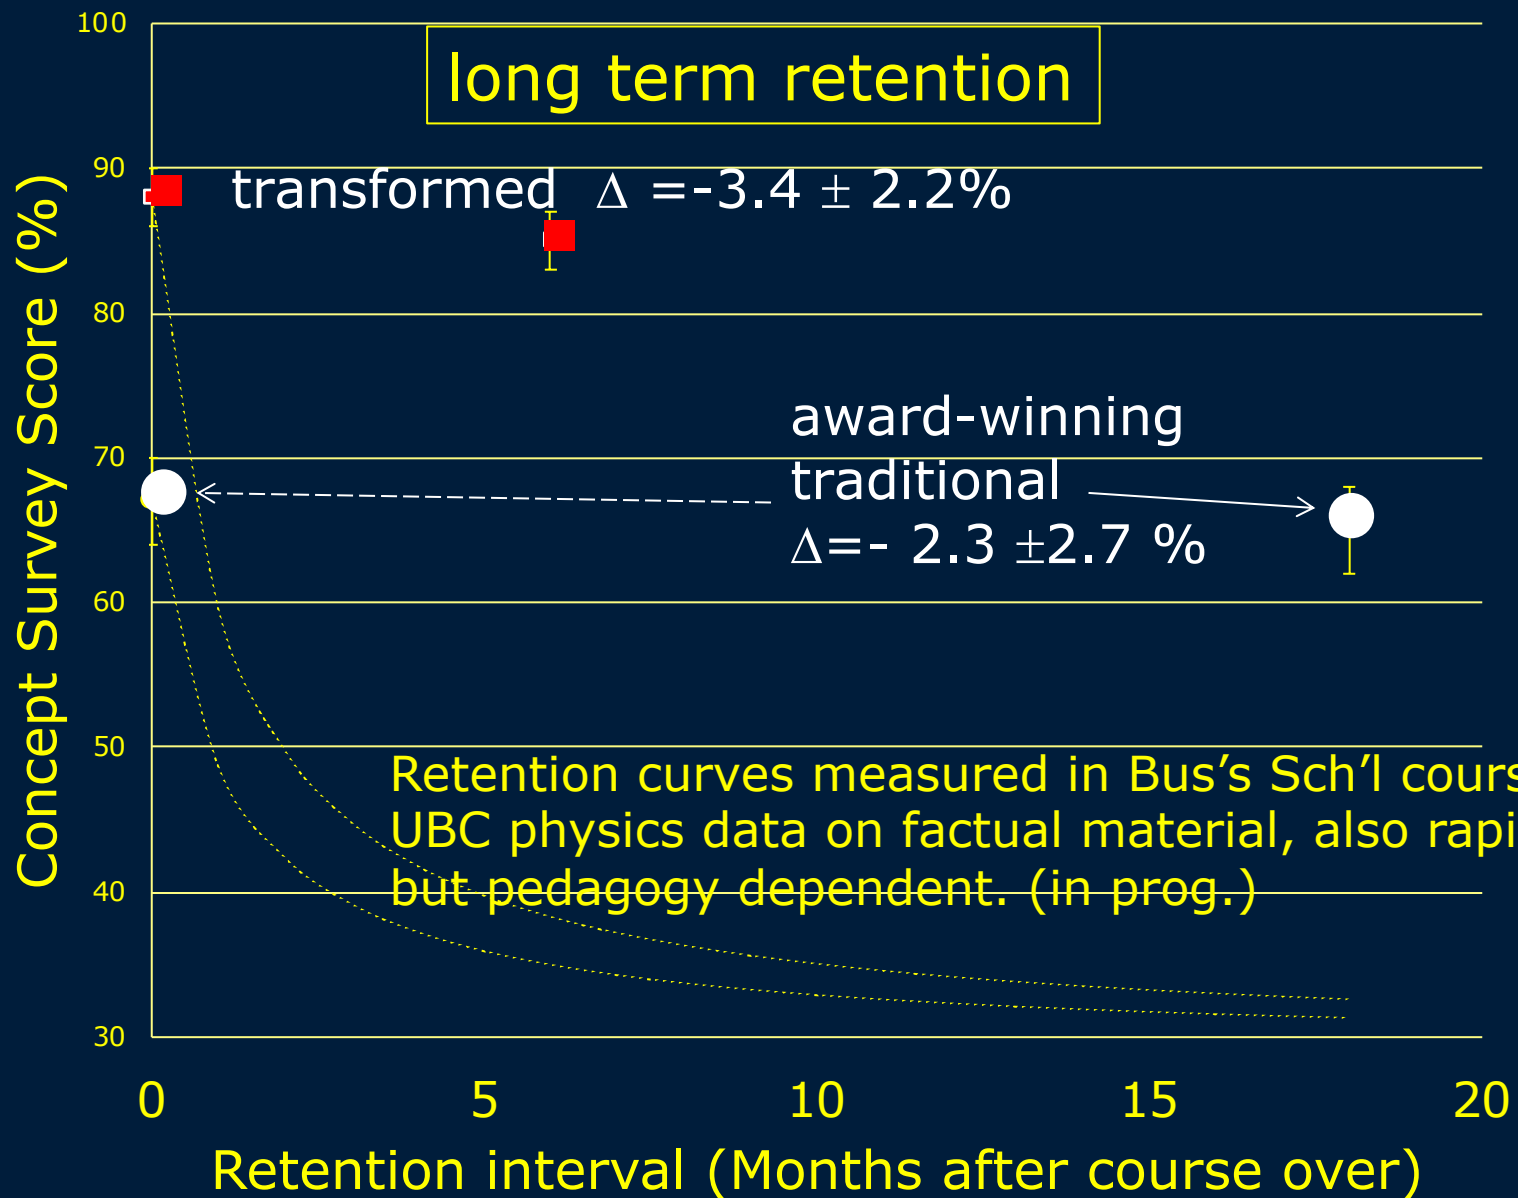 long term retention
100
90
80
70
60
50
40
30
Concept Survey Score (%)
transformed Δ =-3.4 ± 2.2%
award-winning
traditional
Δ=- 2.3 ±2.7 %
Retention curves measured in Bus's Sch'l
UBC physics data on factual material, also
but pedagogy dependent. (in prog.)
0 5 10 15 20
Retention interval (Months after course over)